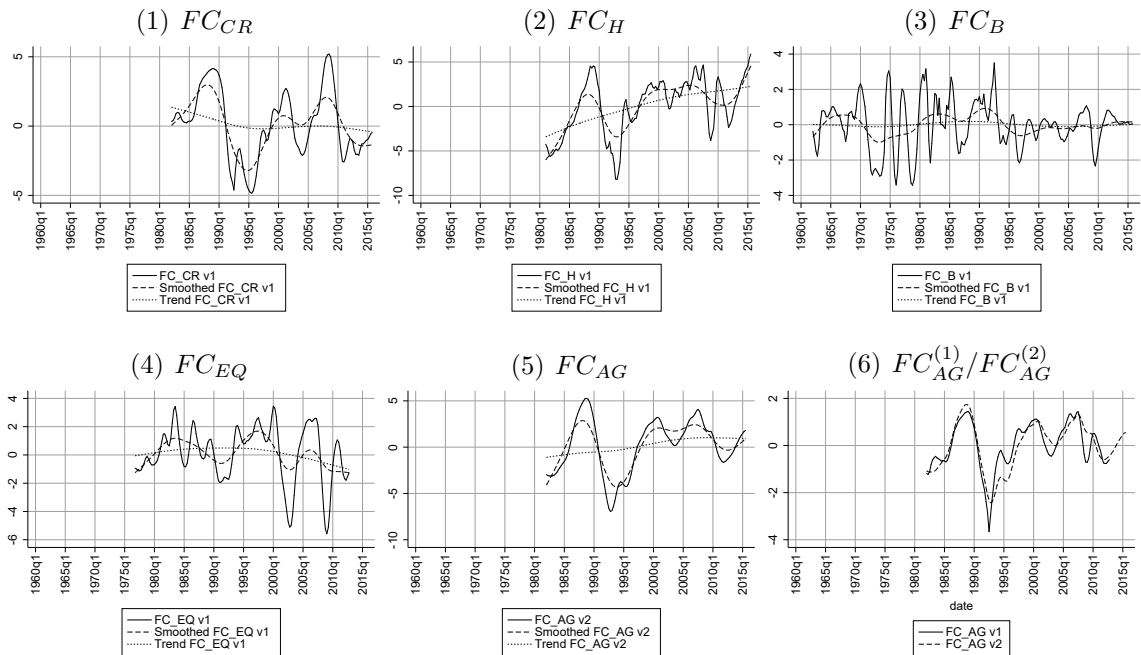 (1) FC_CR
(2) FC_H
(3) FC_B
5
0
-5
1960q1
1965q1
1970q1
1975q1
1980q1
1985q1
1990q1
1995q1
2000q1
2005q1
2010q1
2015q1
FC_CR v1
Smoothed FC_CR v1
Trend FC_CR v1
5
0
-5
-10
1960q1
1965q1
1970q1
1975q1
1980q1
1985q1
1990q1
1995q1
2000q1
2005q1
2010q1
2015q1
FC_H v1
Smoothed FC_H v1
Trend FC_H v1
4
2
0
-2
-4
1960q1
1965q1
1970q1
1975q1
1980q1
1985q1
1990q1
1995q1
2000q1
2005q1
2010q1
2015q1
FC_B v1
Smoothed FC_B v1
Trend FC_B v1
(4) FC_EQ
(5) FC_AG
(6) FC_AG^(1)/FC_AG^(2)
4
2
0
-2
-4
-6
1960q1
1965q1
1970q1
1975q1
1980q1
1985q1
1990q1
1995q1
2000q1
2005q1
2010q1
2015q1
FC_EQ v1
Smoothed FC_EQ v1
Trend FC_EQ v1
5
0
-5
-10
1960q1
1965q1
1970q1
1975q1
1980q1
1985q1
1990q1
1995q1
2000q1
2005q1
2010q1
2015q1
FC_AG v2
Smoothed FC_AG v2
Trend FC_AG v2
2
0
-2
-4
1960q1
1965q1
1970q1
1975q1
1980q1
1985q1
1990q1
1995q1
2000q1
2005q1
2010q1
2015q1
date
FC_AG v1
FC_AG v2